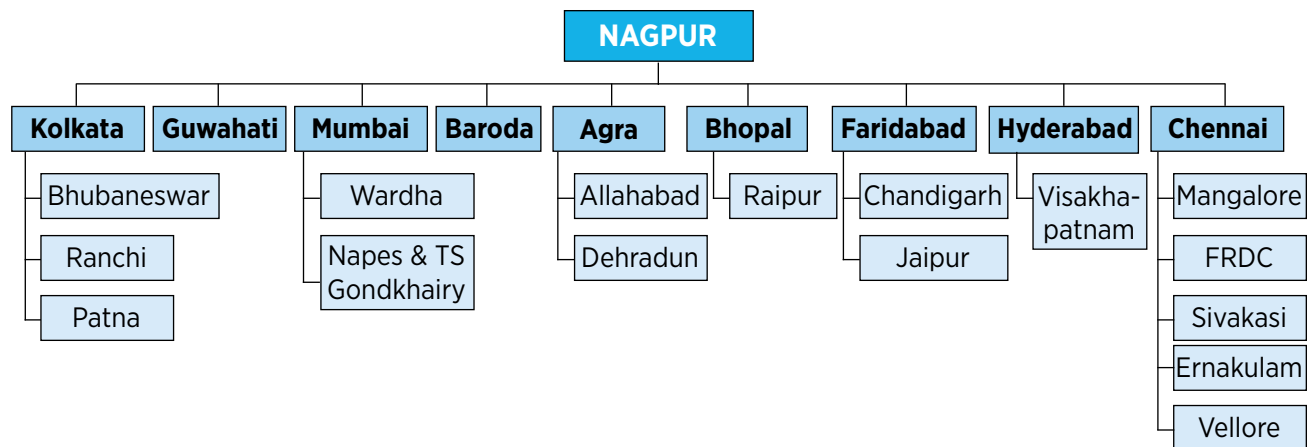 NAGPUR
Kolkata
Guwahati
Mumbai
Baroda
Agra
Bhopal
Faridabad
Hyderabad
Chennai
Bhubaneswar
Ranchi
Patna
Wardha
Napes & TS
Gondkhairy
Allahabad
Dehradun
Raipur
Chandigarh
Jaipur
Visakha-
patnam
Mangalore
FRDC
Sivakasi
Ernakulam
Vellore